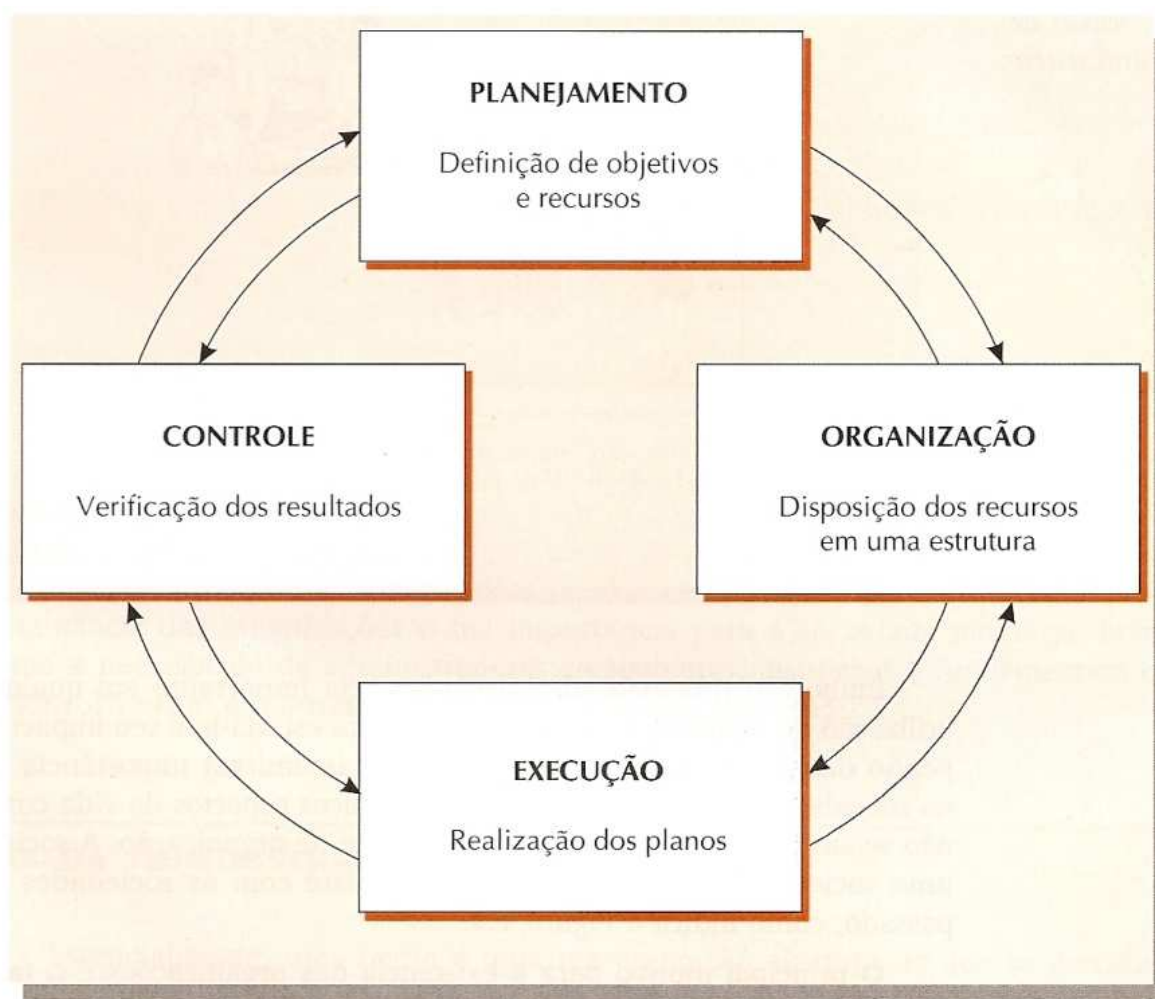 PLANEJAMENTO
Definição de objetivos
e recursos
CONTROLE
Verificação dos resultados
ORGANIZAÇÃO
Disposição dos recursos
em uma estrutura
EXECUÇÃO
Realização dos planos